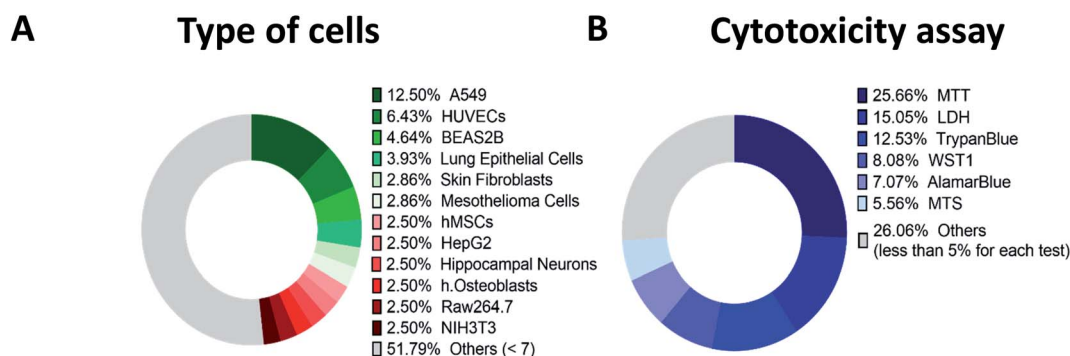 A
Type of cells
12.50% A549
6.43% HUVECs
4.64% BEAS2B
3.93% Lung Epithelial Cells
2.86% Skin Fibroblasts
2.86% Mesothelioma Cells
2.50% hMSCs
2.50% HepG2
2.50% Hippocampal Neurons
2.50% h.Osteoblasts
2.50% Raw264.7
2.50% NIH3T3
51.79% Others (< 7)
B
Cytotoxicity assay
25.66% MTT
15.05% LDH
12.53% TrypanBlue
8.08% WST1
7.07% AlamarBlue
5.56% MTS
26.06% Others
(less than 5% for each test)